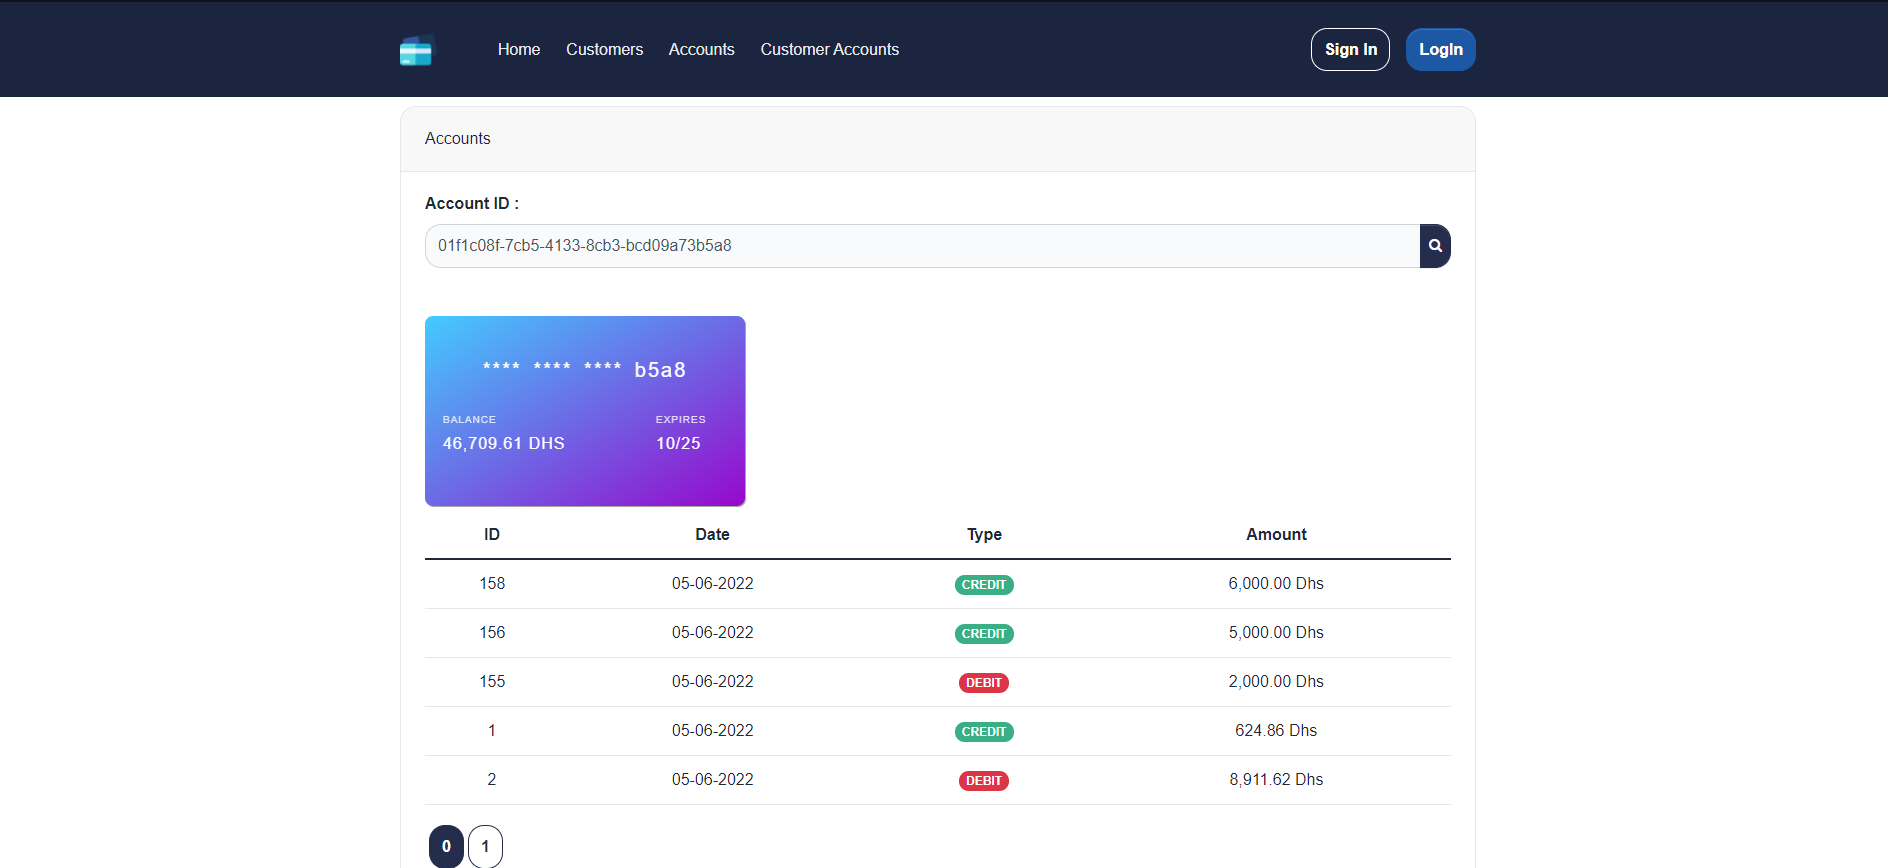 Home Customers Accounts Customer Accounts Sign In LogIn
Accounts
Account ID :
01f1c08f-7cb5-4133-8cb3-bcd09a73b5a8
**** **** **** b5a8
BALANCE EXPIRES
46,709.61 DHS 10/25
ID Date Type Amount
158 05-06-2022 CREDIT 6,000.00 Dhs
156 05-06-2022 CREDIT 5,000.00 Dhs
155 05-06-2022 DEBIT 2,000.00 Dhs
1 05-06-2022 CREDIT 624.86 Dhs
2 05-06-2022 DEBIT 8,911.62 Dhs
0 1